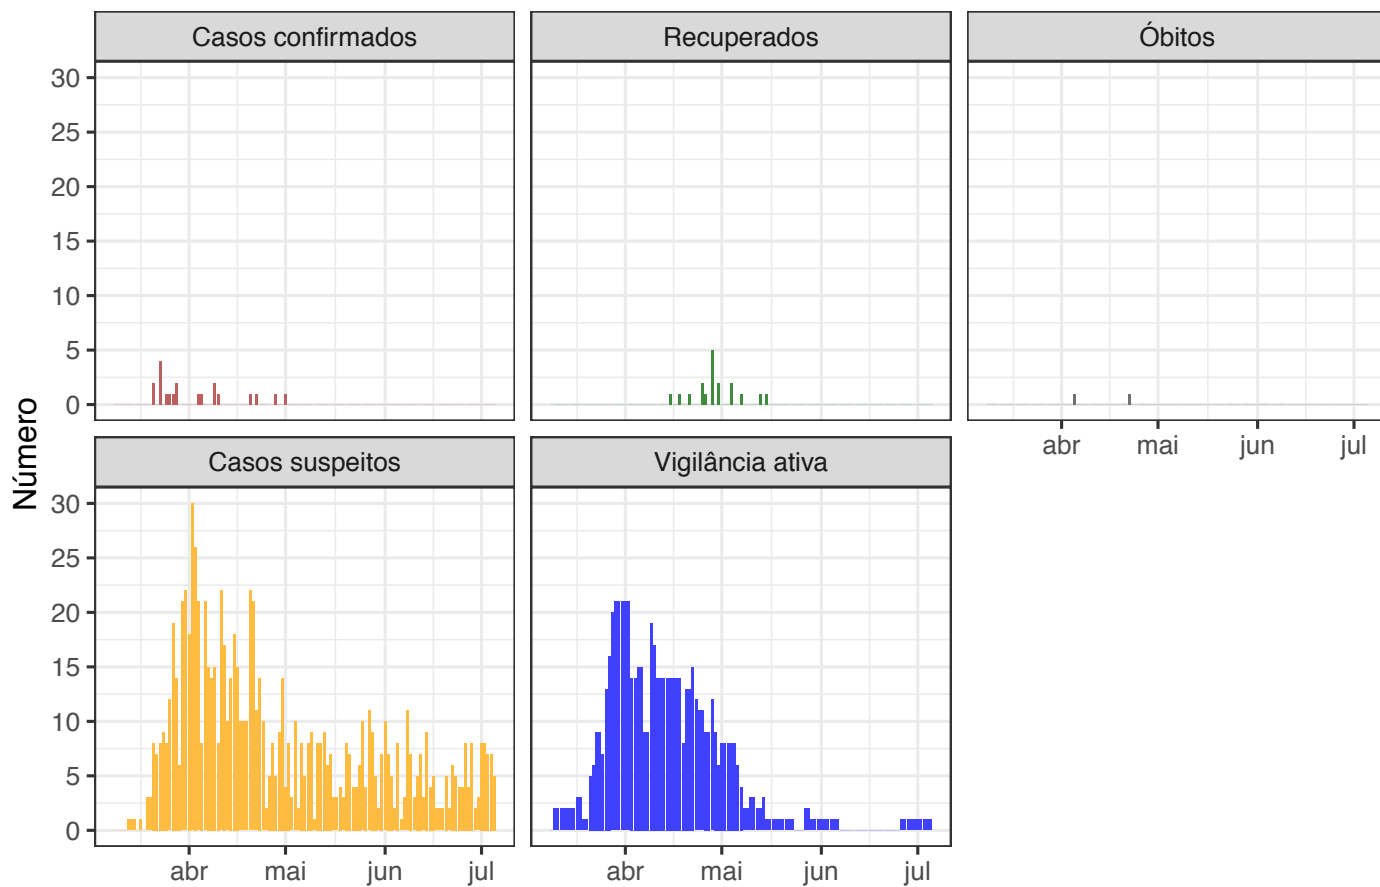 Casos confirmados
Recuperados
Óbitos
30
25
20
15
10
5
0
abr mai jun jul
Número
Casos suspeitos
Vigilância ativa
30
25
20
15
10
5
0
abr mai jun jul
abr mai jun jul